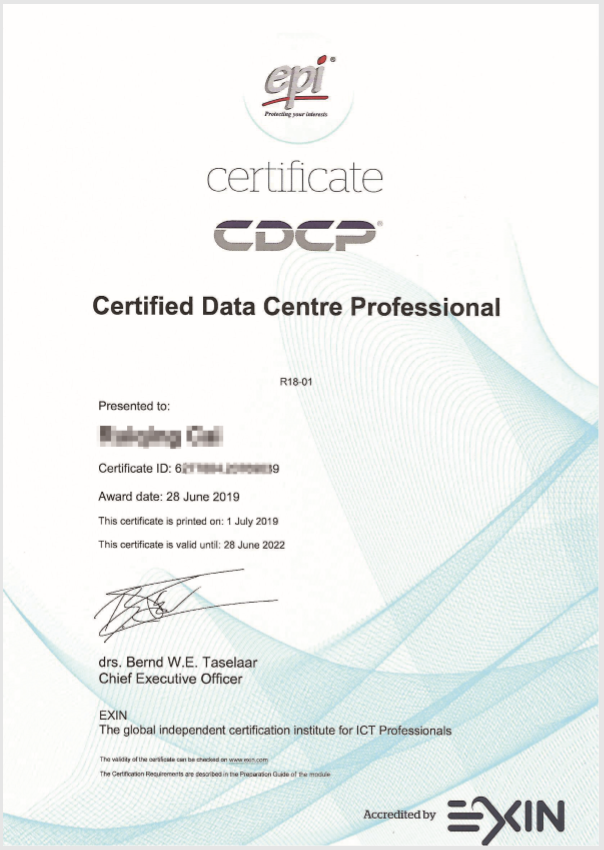 epi®
Protecting your interests
certificate
CDCP®
Certified Data Centre Professional
R18-01
Presented to:
Certificate ID:
Award date: 28 June 2019
This certificate is printed on: 1 July 2019
This certificate is valid until: 28 June 2022
drs. Bernd W.E. Taselaar
Chief Executive Officer
EXIN
The global independent certification institute for ICT Professionals
The validity of the certificate can be checked on www.exin.com
The Certification Requirements are described in the Preparation Guide of the module
Accredited by EXIN